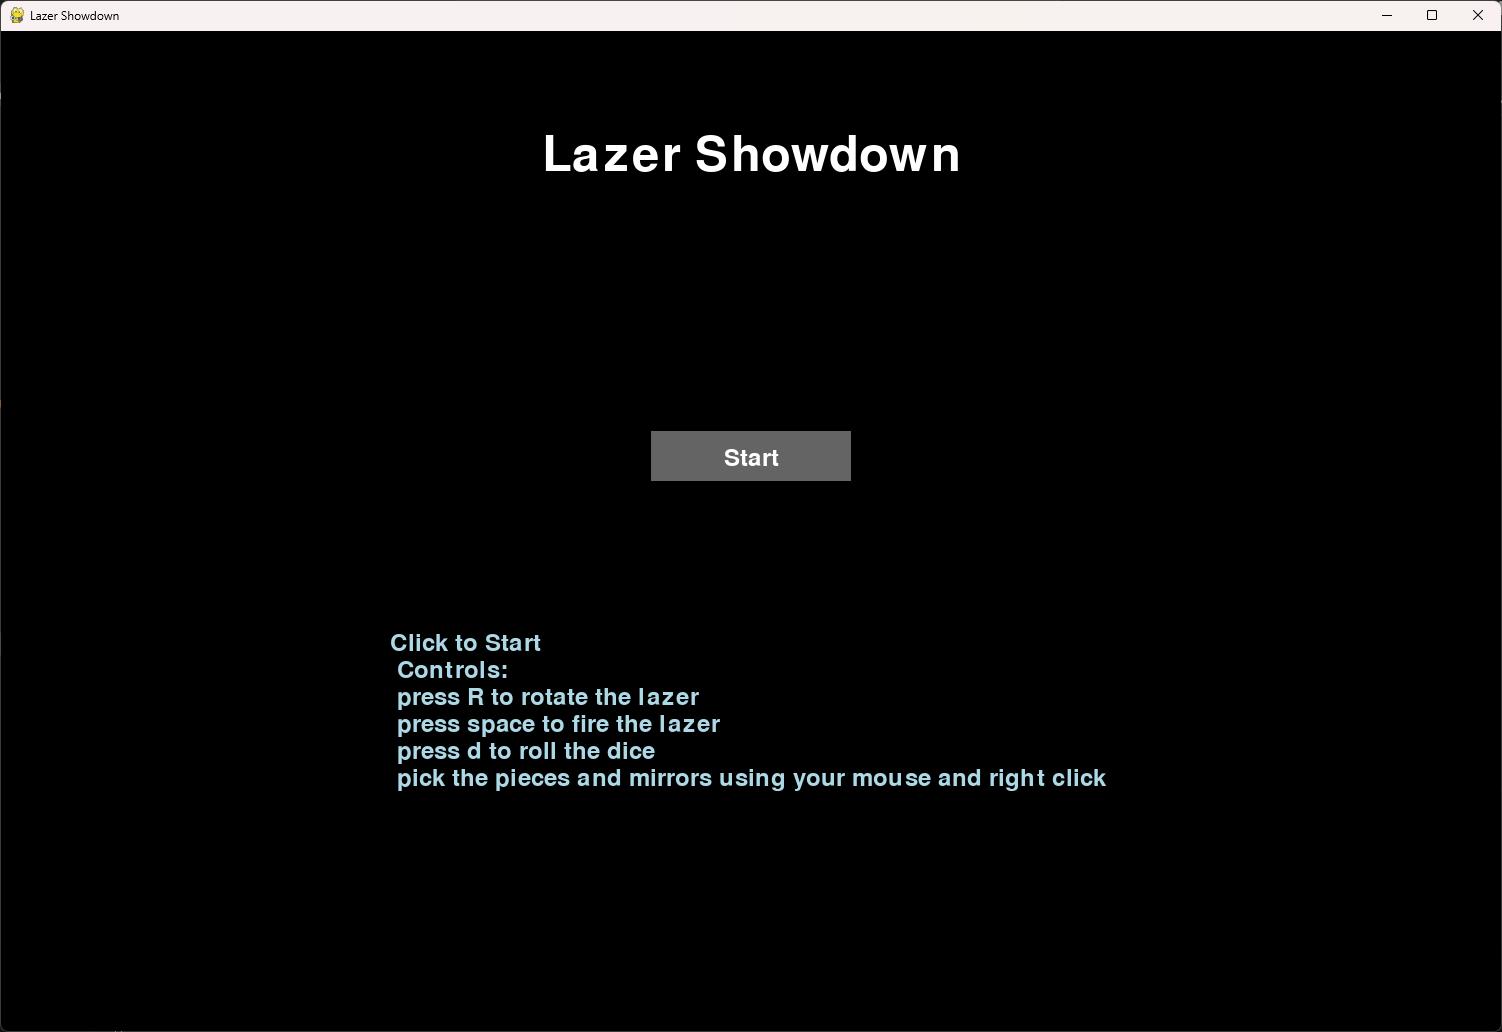 Lazer Showdown
Lazer Showdown
Start
Click to Start
Controls:
press R to rotate the lazer
press space to fire the lazer
press d to roll the dice
pick the pieces and mirrors using your mouse and right click